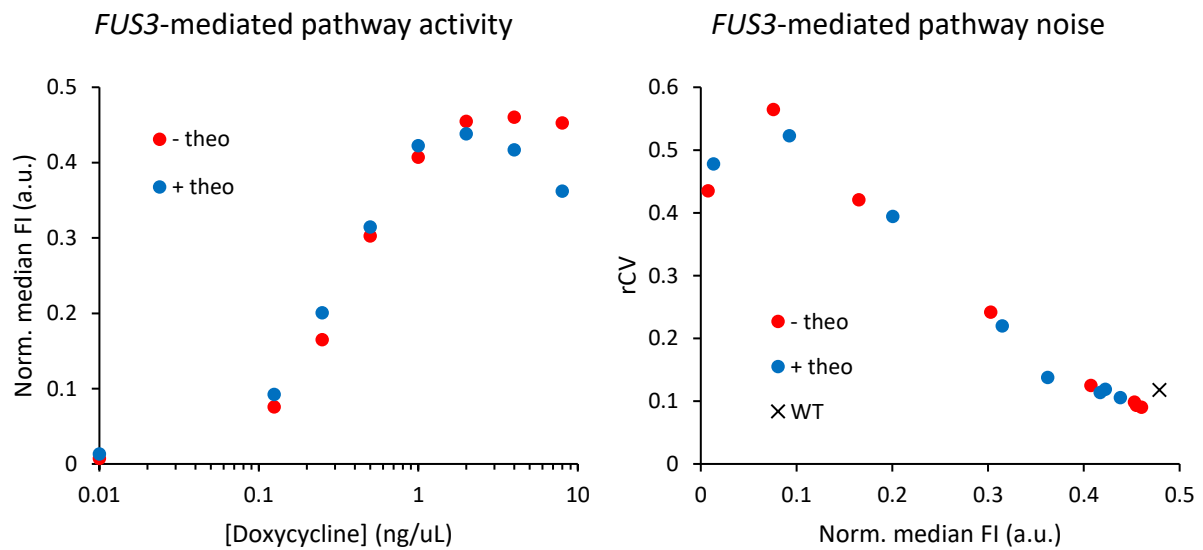 FUS3-mediated pathway activity
Norm. median FI (a.u.)
0.5
0.4
0.3
0.2
0.1
0
- theo
+ theo
0.01
0.1
1
10
[Doxycycline] (ng/uL)
FUS3-mediated pathway noise
rCV
0.6
0.5
0.4
0.3
0.2
0.1
0
- theo
+ theo
WT
0
0.1
0.2
0.3
0.4
0.5
Norm. median FI (a.u.)